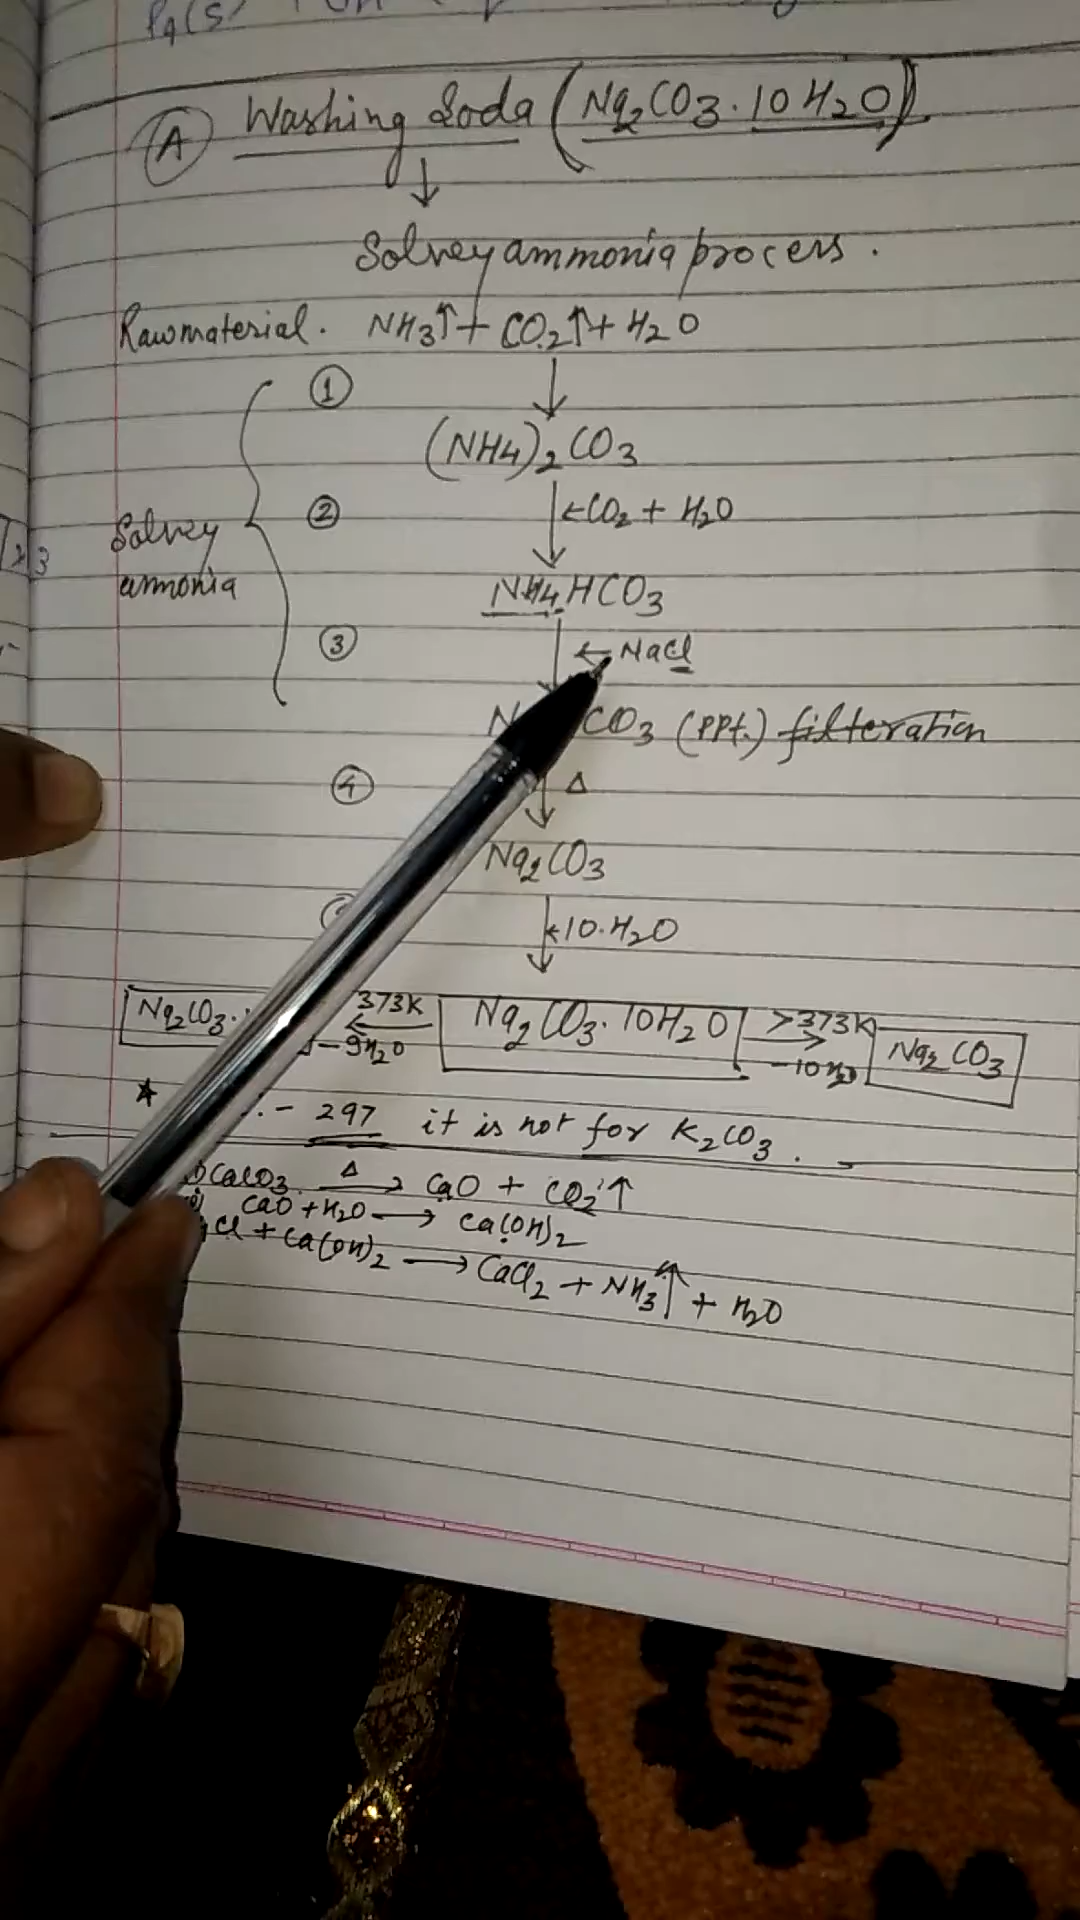 (A) Washing Soda (Na2CO3.10H2O)
↓
Solvey ammonia process.
Rawmaterial. NH3↑ + CO2↑ + H2O
① ↓
(NH4)2CO3
② ↓ ← CO2 + H2O
Solvey
ammonia
NH4.HCO3
③ ← NaCl
CO3 (PPt.) filteration
④ ↓ Δ
Na2CO3
↓ ← 10.H2O
Na2CO3. ← 373K -9H2O Na2CO3.10H2O >373K → -10H2O Na2CO3
★ - 297 it is not for K2CO3.
CaCO3 Δ → CaO + CO2↑
CaO + H2O → Ca(OH)2
Cl + Ca(OH)2 → CaCl2 + NH3↑ + H2O